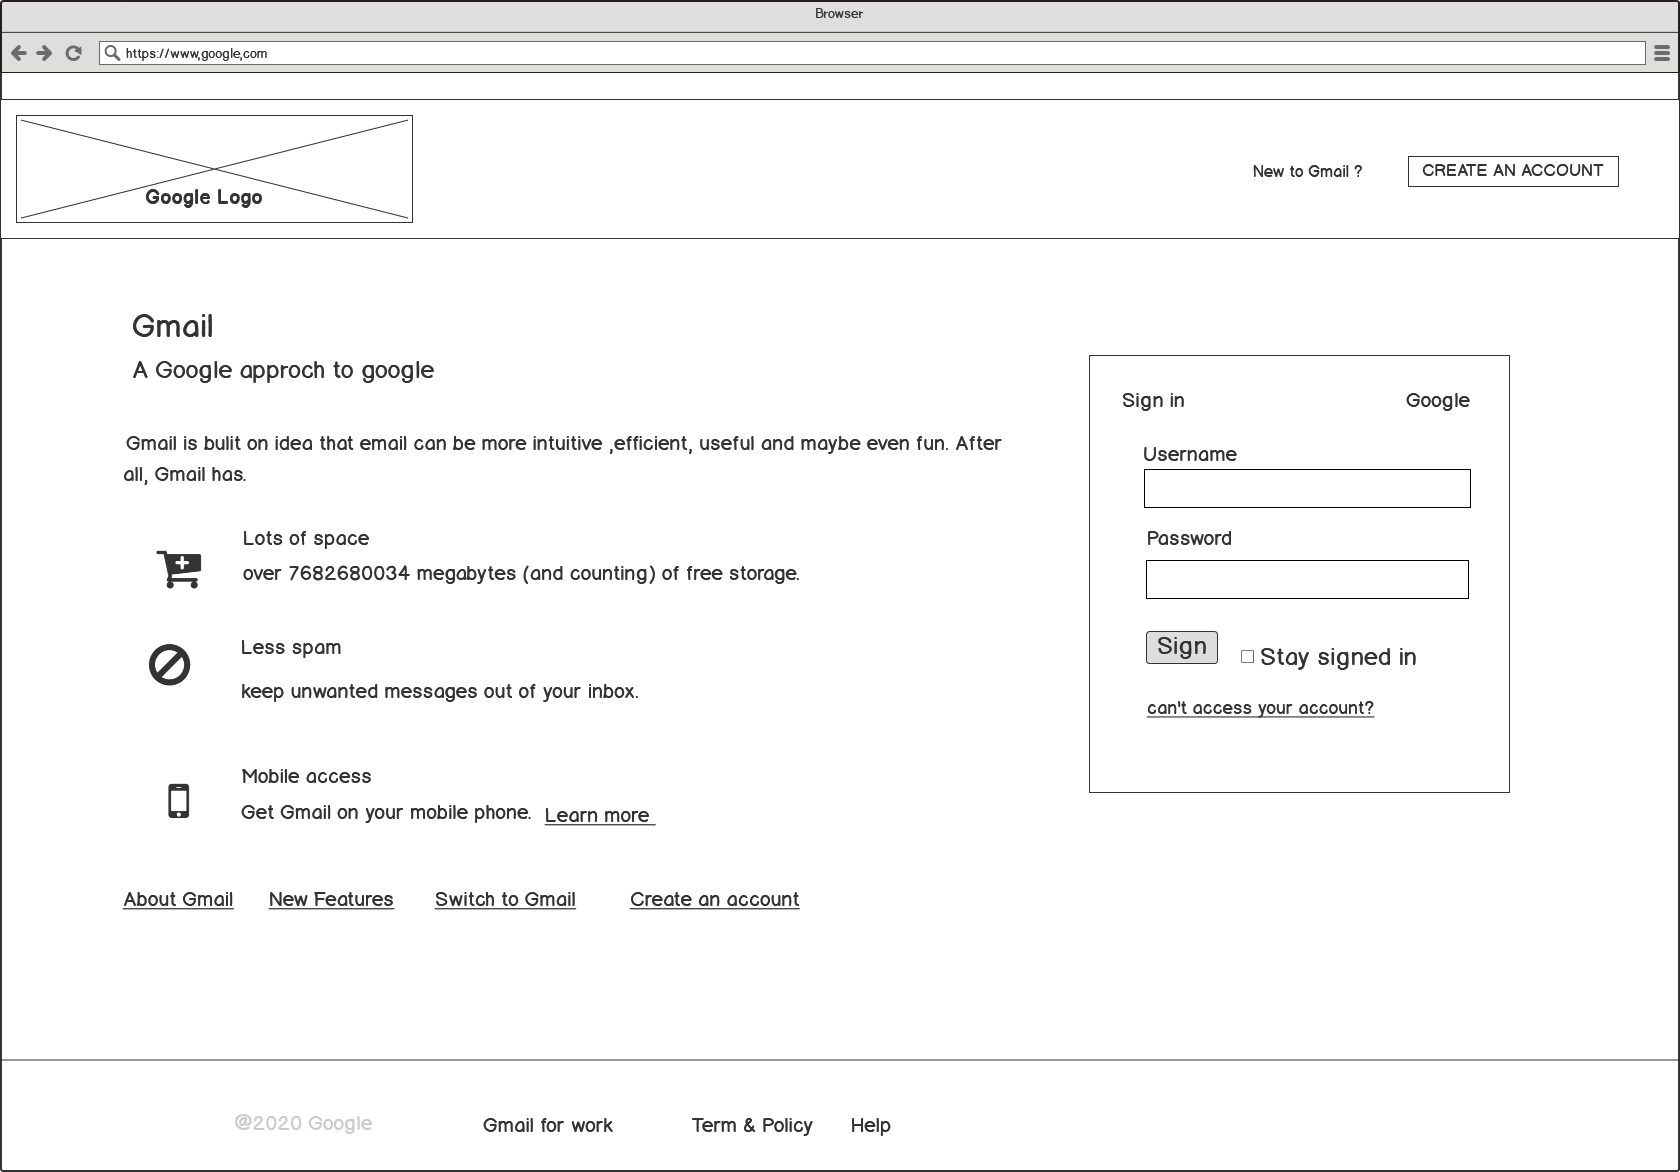 Browser
https://www.google.com
Google Logo
New to Gmail ?
CREATE AN ACCOUNT
Gmail
A Google approch to google
Gmail is bulit on idea that email can be more intuitive ,efficient, useful and maybe even fun. After
all, Gmail has.
Lots of space
over 7682680034 megabytes (and counting) of free storage.
Less spam
keep unwanted messages out of your inbox.
Mobile access
Get Gmail on your mobile phone. Learn more
About Gmail
New Features
Switch to Gmail
Create an account
Sign in
Google
Username
Password
Sign
Stay signed in
can't access your account?
@2020 Google
Gmail for work
Term & Policy
Help